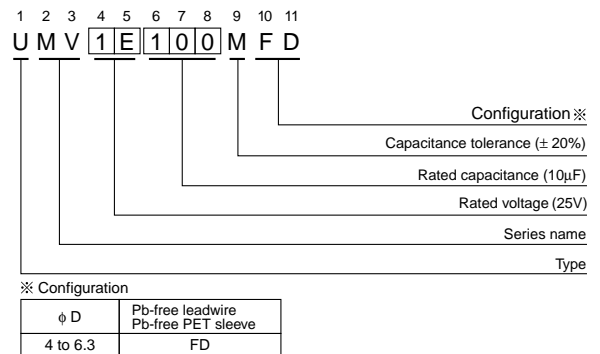 1 2 3 4 5 6 7 8 9 10 11
U M V 1 E 1 0 0 M F D
Configuration ※
Capacitance tolerance (± 20%)
Rated capacitance (10µF)
Rated voltage (25V)
Series name
Type
※ Configuration
ϕ D
Pb-free leadwire
Pb-free PET sleeve
4 to 6.3
FD